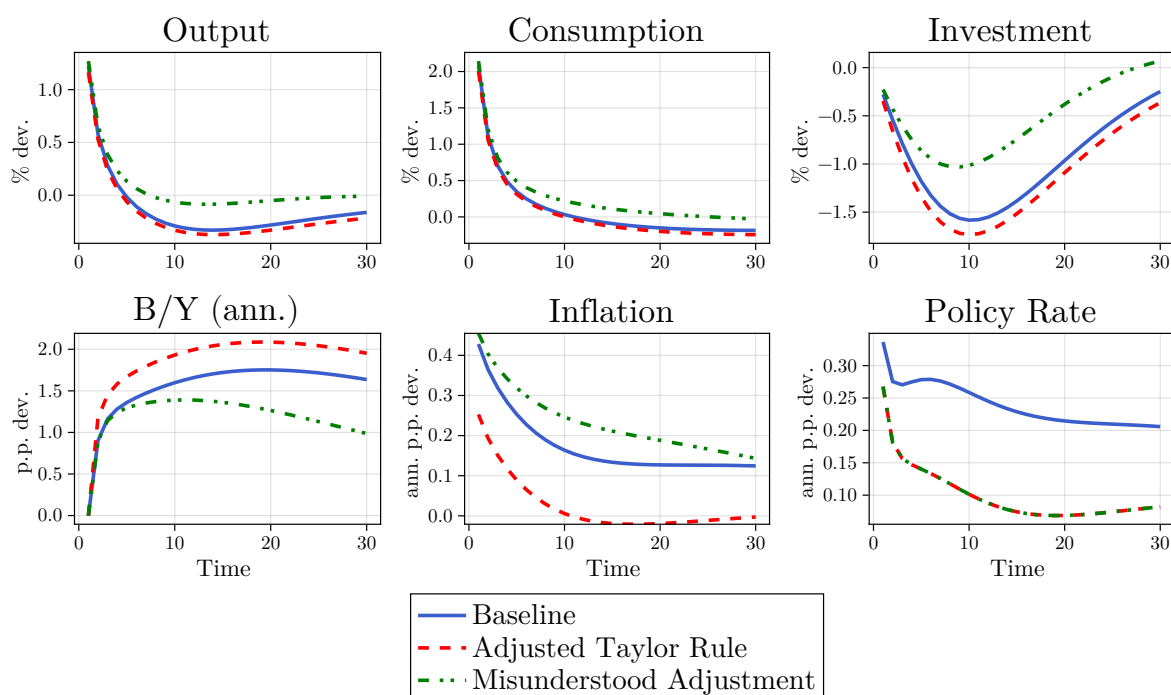 Output
Consumption
Investment
% dev.
1.0
0.5
0.0
0
10
20
30
% dev.
2.0
1.5
1.0
0.5
0.0
0
10
20
30
% dev.
0.0
−0.5
−1.0
−1.5
0
10
20
30
B/Y (ann.)
Inflation
Policy Rate
p.p. dev.
2.0
1.5
1.0
0.5
0.0
0
10
20
30
Time
ann. p.p. dev.
0.4
0.3
0.2
0.1
0.0
0
10
20
30
Time
ann. p.p. dev.
0.30
0.25
0.20
0.15
0.10
0
10
20
30
Time
Baseline
Adjusted Taylor Rule
Misunderstood Adjustment